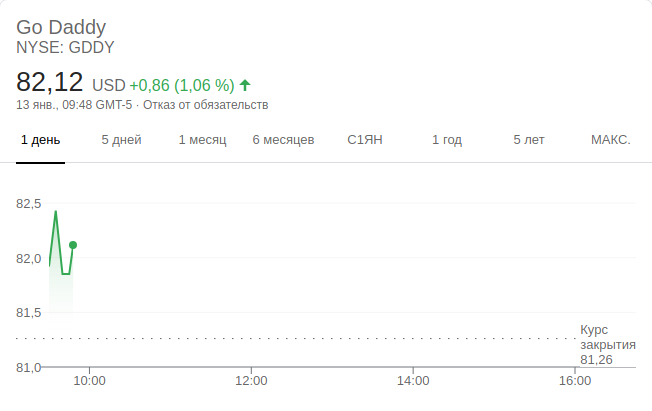 Go Daddy
NYSE: GDDY
82,12 USD +0,86 (1,06 %)
13 янв., 09:48 GMT-5 · Отказ от обязательств
1 день 5 дней 1 месяц 6 месяцев С1ЯН 1 год 5 лет МАКС.
82,5
82,0
81,5
Курс
закрытия
81,26
81,0
10:00 12:00 14:00 16:00